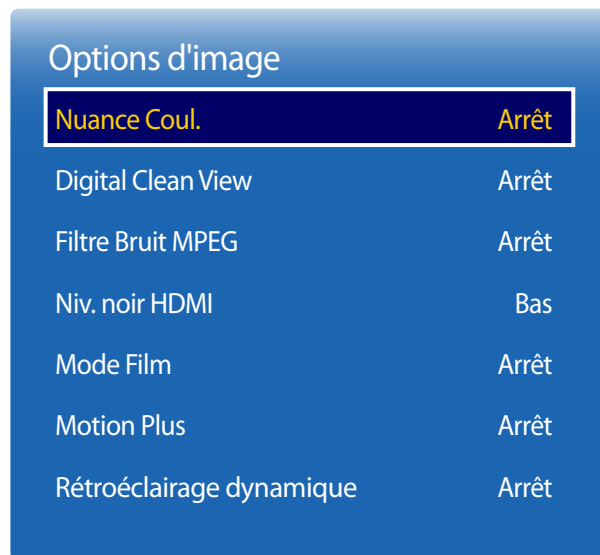 Options d'image
Nuance Coul. Arrêt
Digital Clean View Arrêt
Filtre Bruit MPEG Arrêt
Niv. noir HDMI Bas
Mode Film Arrêt
Motion Plus Arrêt
Rétroéclairage dynamique Arrêt